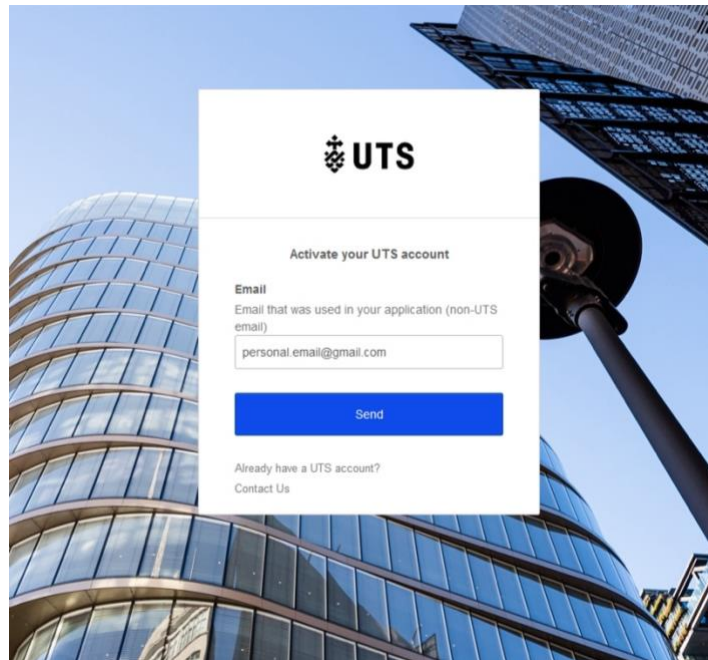 UTS
Activate your UTS account
Email
Email that was used in your application (non-UTS
email)
personal.email@gmail.com
Send
Already have a UTS account?
Contact Us